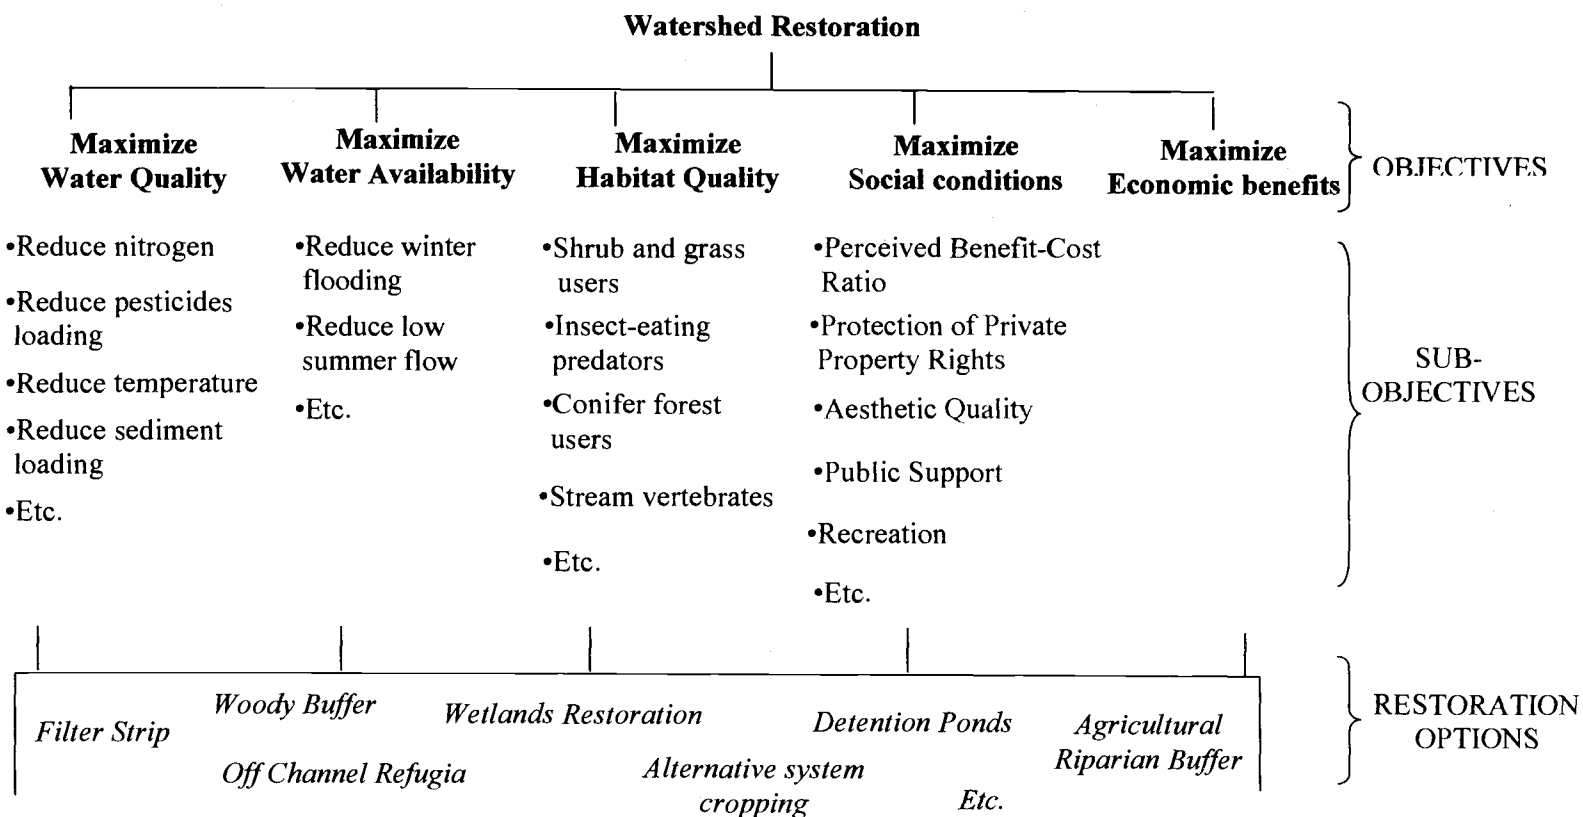 Watershed Restoration
Maximize
Water Quality
Maximize
Water Availability
Maximize
Habitat Quality
Maximize
Social conditions
Maximize
Economic benefits
OBJECTIVES
•Reduce nitrogen
•Reduce pesticides
loading
•Reduce temperature
•Reduce sediment
loading
•Etc.
•Reduce winter
flooding
•Reduce low
summer flow
•Etc.
•Shrub and grass
users
•Insect-eating
predators
•Conifer forest
users
•Stream vertebrates
•Etc.
•Perceived Benefit-Cost
Ratio
•Protection of Private
Property Rights
•Aesthetic Quality
•Public Support
•Recreation
•Etc.
SUB-
OBJECTIVES
Filter Strip
Woody Buffer
Off Channel Refugia
Wetlands Restoration
Alternative system
cropping
Detention Ponds
Etc.
Agricultural
Riparian Buffer
RESTORATION
OPTIONS